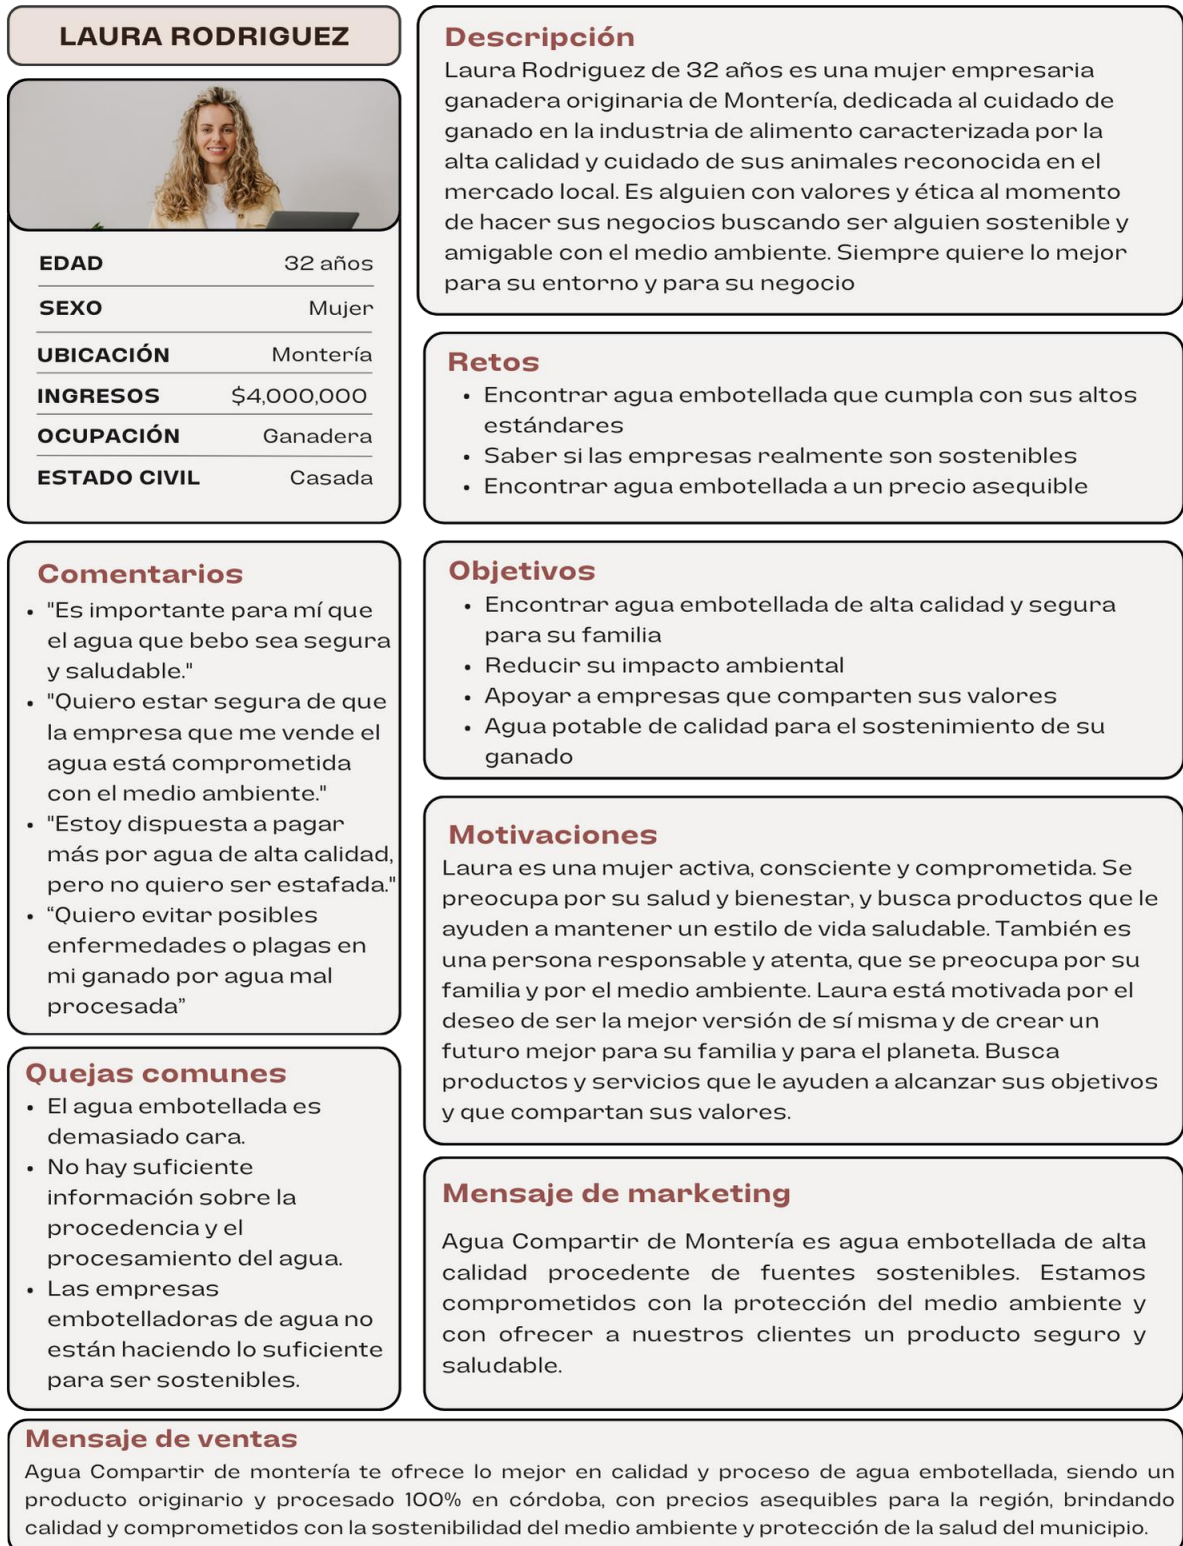 LAURA RODRIGUEZ
EDAD 32 años
SEXO Mujer
UBICACIÓN Montería
INGRESOS $4,000,000
OCUPACIÓN Ganadera
ESTADO CIVIL Casada
Descripción
Laura Rodriguez de 32 años es una mujer empresaria
ganadera originaria de Montería, dedicada al cuidado de
ganado en la industria de alimento caracterizada por la
alta calidad y cuidado de sus animales reconocida en el
mercado local. Es alguien con valores y ética al momento
de hacer sus negocios buscando ser alguien sostenible y
amigable con el medio ambiente. Siempre quiere lo mejor
para su entorno y para su negocio
Retos
• Encontrar agua embotellada que cumpla con sus altos
estándares
• Saber si las empresas realmente son sostenibles
• Encontrar agua embotellada a un precio asequible
Comentarios
• "Es importante para mí que
el agua que bebo sea segura
y saludable."
• "Quiero estar segura de que
la empresa que me vende el
agua está comprometida
con el medio ambiente."
• "Estoy dispuesta a pagar
más por agua de alta calidad,
pero no quiero ser estafada."
• “Quiero evitar posibles
enfermedades o plagas en
mi ganado por agua mal
procesada”
Objetivos
• Encontrar agua embotellada de alta calidad y segura
para su familia
• Reducir su impacto ambiental
• Apoyar a empresas que comparten sus valores
• Agua potable de calidad para el sostenimiento de su
ganado
Motivaciones
Laura es una mujer activa, consciente y comprometida. Se
preocupa por su salud y bienestar, y busca productos que le
ayuden a mantener un estilo de vida saludable. También es
una persona responsable y atenta, que se preocupa por su
familia y por el medio ambiente. Laura está motivada por el
deseo de ser la mejor versión de sí misma y de crear un
futuro mejor para su familia y para el planeta. Busca
productos y servicios que le ayuden a alcanzar sus objetivos
y que compartan sus valores.
Quejas comunes
• El agua embotellada es
demasiado cara.
• No hay suficiente
información sobre la
procedencia y el
procesamiento del agua.
• Las empresas
embotelladoras de agua no
están haciendo lo suficiente
para ser sostenibles.
Mensaje de marketing
Agua Compartir de Montería es agua embotellada de alta
calidad procedente de fuentes sostenibles. Estamos
comprometidos con la protección del medio ambiente y
con ofrecer a nuestros clientes un producto seguro y
saludable.
Mensaje de ventas
Agua Compartir de montería te ofrece lo mejor en calidad y proceso de agua embotellada, siendo un
producto originario y procesado 100% en córdoba, con precios asequibles para la región, brindando
calidad y comprometidos con la sostenibilidad del medio ambiente y protección de la salud del municipio.